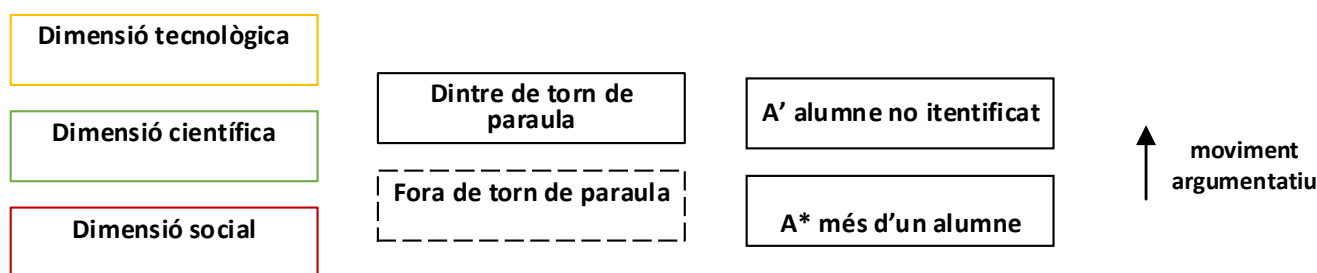 Dimensió tecnològica
Dimensió científica
Dimensió social
Dintre de torn de
paraula
Fora de torn de paraula
A’ alumne no itentificat
A* més d’un alumne
moviment
argumentatiu